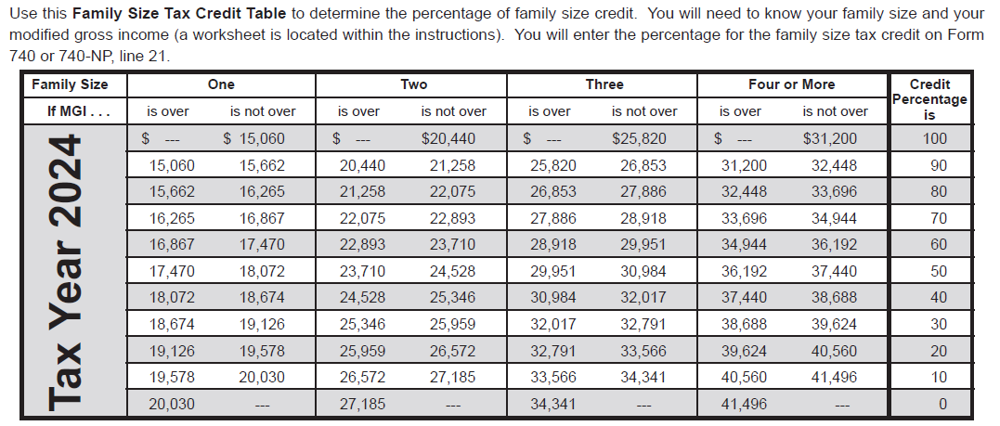 Use this Family Size Tax Credit Table to determine the percentage of family size credit. You will need to know your family size and your
modified gross income (a worksheet is located within the instructions). You will enter the percentage for the family size tax credit on Form
740 or 740-NP, line 21.
Family Size One Two Three Four or More Credit Percentage is
If MGI . . . is over is not over is over is not over is over is not over is over is not over
Tax Year 2024
$ --- $ 15,060 $ --- $20,440 $ --- $25,820 $ --- $31,200 100
15,060 15,662 20,440 21,258 25,820 26,853 31,200 32,448 90
15,662 16,265 21,258 22,075 26,853 27,886 32,448 33,696 80
16,265 16,867 22,075 22,893 27,886 28,918 33,696 34,944 70
16,867 17,470 22,893 23,710 28,918 29,951 34,944 36,192 60
17,470 18,072 23,710 24,528 29,951 30,984 36,192 37,440 50
18,072 18,674 24,528 25,346 30,984 32,017 37,440 38,688 40
18,674 19,126 25,346 25,959 32,017 32,791 38,688 39,624 30
19,126 19,578 25,959 26,572 32,791 33,566 39,624 40,560 20
19,578 20,030 26,572 27,185 33,566 34,341 40,560 41,496 10
20,030 --- 27,185 --- 34,341 --- 41,496 --- 0